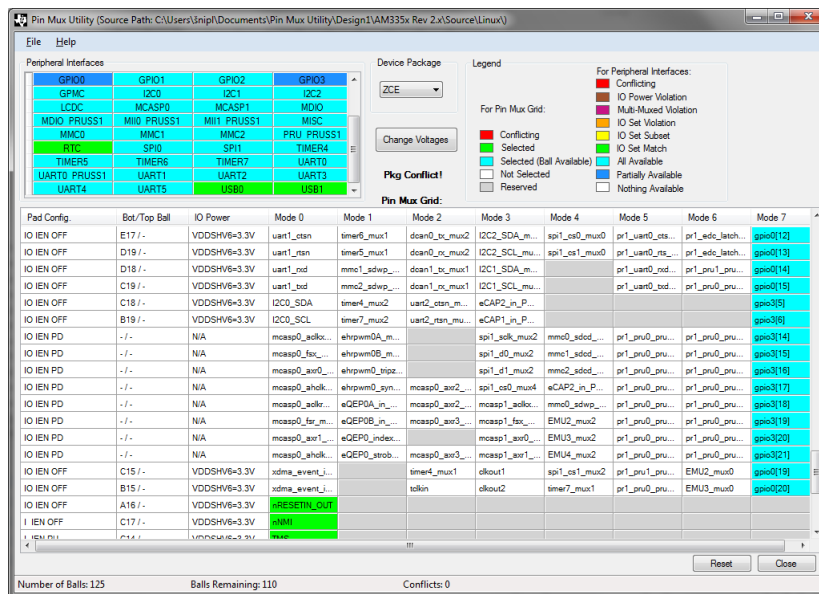 Pin Mux Utility (Source Path: C:\Users\snipl\Documents\Pin Mux Utility\Design1\AM335x Rev 2.x\Source\Linux\)
File Help
Peripheral Interfaces
GPIO0 GPIO1 GPIO2 GPIO3
GPMC I2C0 I2C1 I2C2
LCDC MCASP0 MCASP1 MDIO
MDIO PRUSS1 MII0 PRUSS1 MII1 PRUSS1 MISC
MMC0 MMC1 MMC2 PRU PRUSS1
RTC SPI0 SPI1 TIMER4
TIMER5 TIMER6 TIMER7 UART0
UART0 PRUSS1 UART1 UART2 UART3
UART4 UART5 USB0 USB1
Device Package
ZCE
Change Voltages
Pkg Conflict!
Pin Mux Grid:
Legend
For Pin Mux Grid:
Conflicting
Selected
Selected (Ball Available)
Not Selected
Reserved
For Peripheral Interfaces:
Conflicting
IO Power Violation
Multi-Muxed Violation
IO Set Violation
IO Set Subset
IO Set Match
All Available
Partially Available
Nothing Available
Pad Config. Bot/Top Ball IO Power Mode 0 Mode 1 Mode 2 Mode 3 Mode 4 Mode 5 Mode 6 Mode 7
IO IEN OFF E17 / - VDDSHV6=3.3V uart1_ctsn timer6_mux1 dcan0_tx_mux2 I2C2_SDA_m... spi1_cs0_mux0 pr1_uart0_cts... pr1_edc_latch... gpio0[12]
IO IEN OFF D19 / - VDDSHV6=3.3V uart1_rtsn timer5_mux1 dcan0_rx_mux2 I2C2_SCL_mu... spi1_cs1_mux0 pr1_uart0_rts_... pr1_edc_latch... gpio0[13]
IO IEN OFF D18 / - VDDSHV6=3.3V uart1_rxd mmc1_sdwp_... dcan1_tx_mux1 I2C1_SDA_m... pr1_uart0_rxd... pr1_pru1_pru... gpio0[14]
IO IEN OFF C19 / - VDDSHV6=3.3V uart1_txd mmc2_sdwp_... dcan1_rx_mux1 I2C1_SCL_mu... pr1_uart0_txd... pr1_pru0_pru... gpio0[15]
IO IEN OFF C18 / - VDDSHV6=3.3V I2C0_SDA timer4_mux2 uart2_ctsn_m... eCAP2_in_P... gpio3[5]
IO IEN OFF B19 / - VDDSHV6=3.3V I2C0_SCL timer7_mux2 uart2_rtsn_mu... eCAP1_in_P... gpio3[6]
IO IEN PD - / - N/A mcasp0_aclkx... ehrpwm0A_m... spi1_sclk_mux2 mmc0_sdcd_... pr1_pru0_pru... pr1_pru0_pru... gpio3[14]
IO IEN PD - / - N/A mcasp0_fsx_... ehrpwm0B_m... spi1_d0_mux2 mmc1_sdcd_... pr1_pru0_pru... pr1_pru0_pru... gpio3[15]
IO IEN PD - / - N/A mcasp0_axr0_... ehrpwm0_tripz... spi1_d1_mux2 mmc2_sdcd_... pr1_pru0_pru... pr1_pru0_pru... gpio3[16]
IO IEN PD - / - N/A mcasp0_ahclk... ehrpwm0_syn... mcasp0_axr2_... spi1_cs0_mux4 eCAP2_in_P... pr1_pru0_pru... pr1_pru0_pru... gpio3[17]
IO IEN PD - / - N/A mcasp0_aclkr... eQEP0A_in_... mcasp0_axr2_... mcasp1_aclkx... mmc0_sdwp_... pr1_pru0_pru... pr1_pru0_pru... gpio3[18]
IO IEN PD - / - N/A mcasp0_fsr_m... eQEP0B_in_... mcasp0_axr3_... mcasp1_fsx_... EMU2_mux2 pr1_pru0_pru... pr1_pru0_pru... gpio3[19]
IO IEN PD - / - N/A mcasp0_axr1_... eQEP0_index... mcasp1_axr0_... EMU3_mux2 pr1_pru0_pru... pr1_pru0_pru... gpio3[20]
IO IEN PD - / - N/A mcasp0_ahclk... eQEP0_strob... mcasp0_axr3_... mcasp1_axr1_... EMU4_mux2 pr1_pru0_pru... pr1_pru0_pru... gpio3[21]
IO IEN OFF C15 / - VDDSHV6=3.3V xdma_event_i... timer4_mux1 clkout1 spi1_cs1_mux2 pr1_pru1_pru... EMU2_mux0 gpio0[19]
IO IEN OFF B15 / - VDDSHV6=3.3V xdma_event_i... tclkin clkout2 timer7_mux1 pr1_pru0_pru... EMU3_mux0 gpio0[20]
IO IEN OFF A16 / - VDDSHV6=3.3V nRESETIN_OUT
I IEN OFF C17 / - VDDSHV6=3.3V nNMI
I IEN PU C14 / - VDDSHV6=3.3V TMS
Reset Close
Number of Balls: 125 Balls Remaining: 110 Conflicts: 0